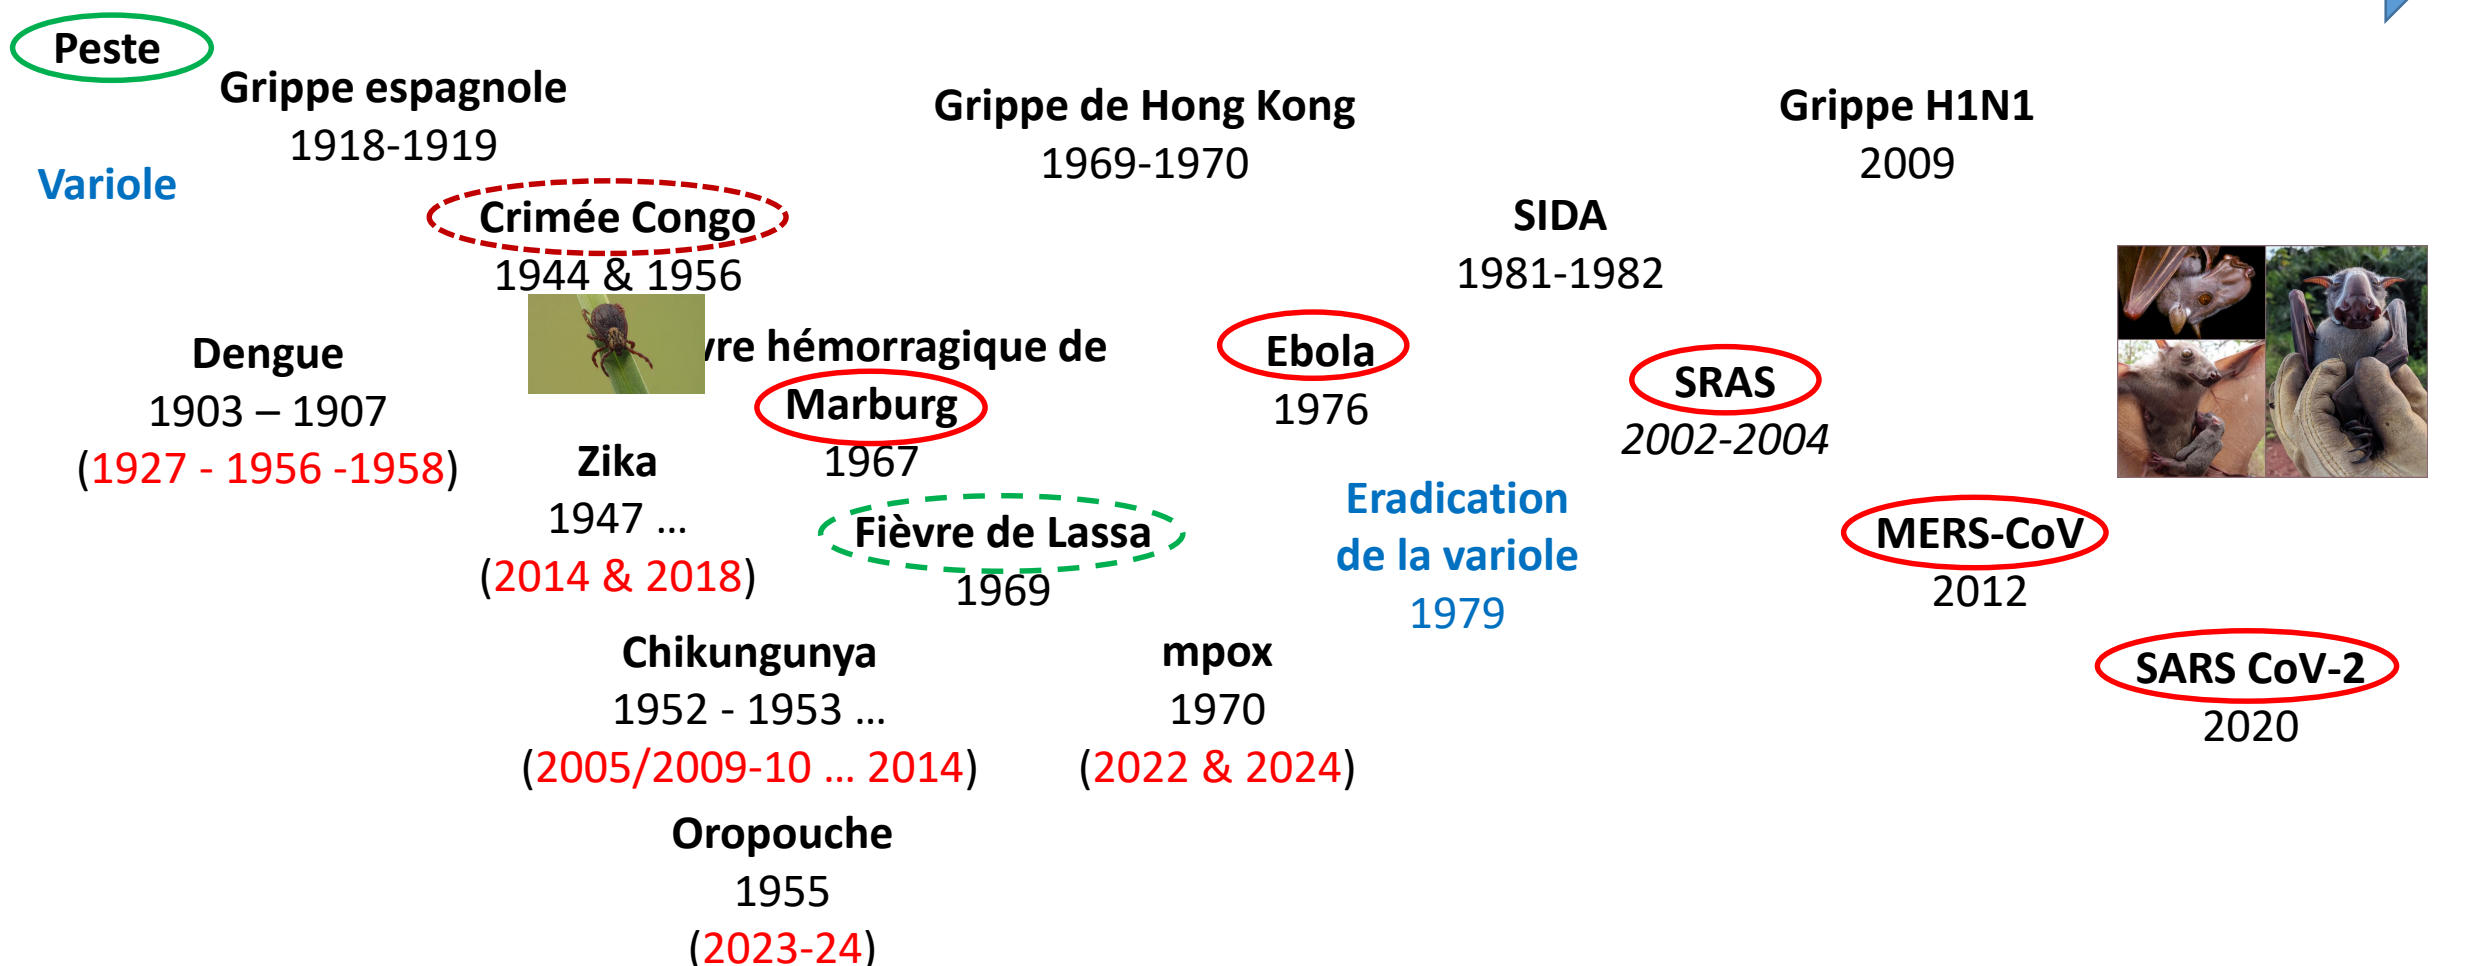 Peste
Grippe espagnole
1918-1919
Variole
Grippe de Hong Kong
1969-1970
Grippe H1N1
2009
Crimée Congo
1944 & 1956
SIDA
1981-1982
Dengue
1903 – 1907
(1927 - 1956 -1958)
hémorragique de
Marburg
1967
Ebola
1976
SRAS
2002-2004
Zika
1947 ...
(2014 & 2018)
Fièvre de Lassa
1969
Eradication
de la variole
1979
MERS-CoV
2012
Chikungunya
1952 - 1953 ...
(2005/2009-10 ... 2014)
mpox
1970
(2022 & 2024)
SARS CoV-2
2020
Oropouche
1955
(2023-24)